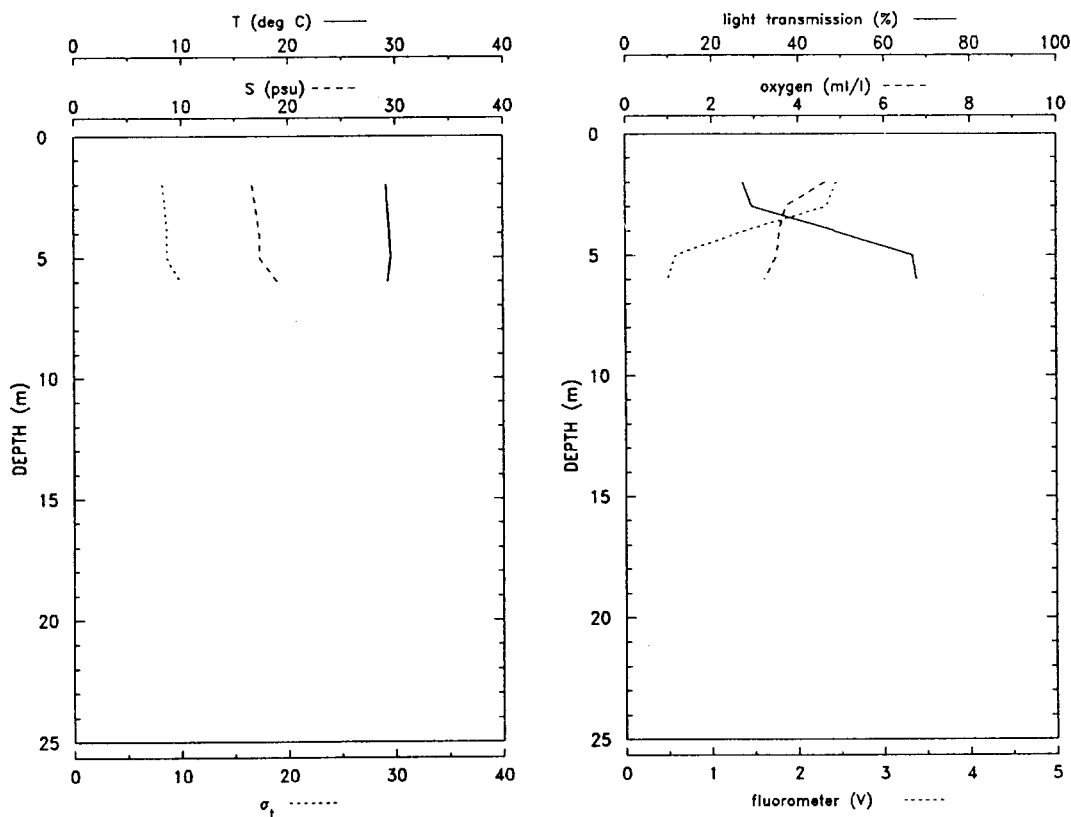 T (deg C)
0 10 20 30 40
S (psu)
0 10 20 30 40
0
5
10
15
20
25
DEPTH (m)
0 10 20 30 40
σt
light transmission (%)
0 20 40 60 80 100
oxygen (ml/l)
0 2 4 6 8 10
0
5
10
15
20
25
DEPTH (m)
0 1 2 3 4 5
fluorometer (V)